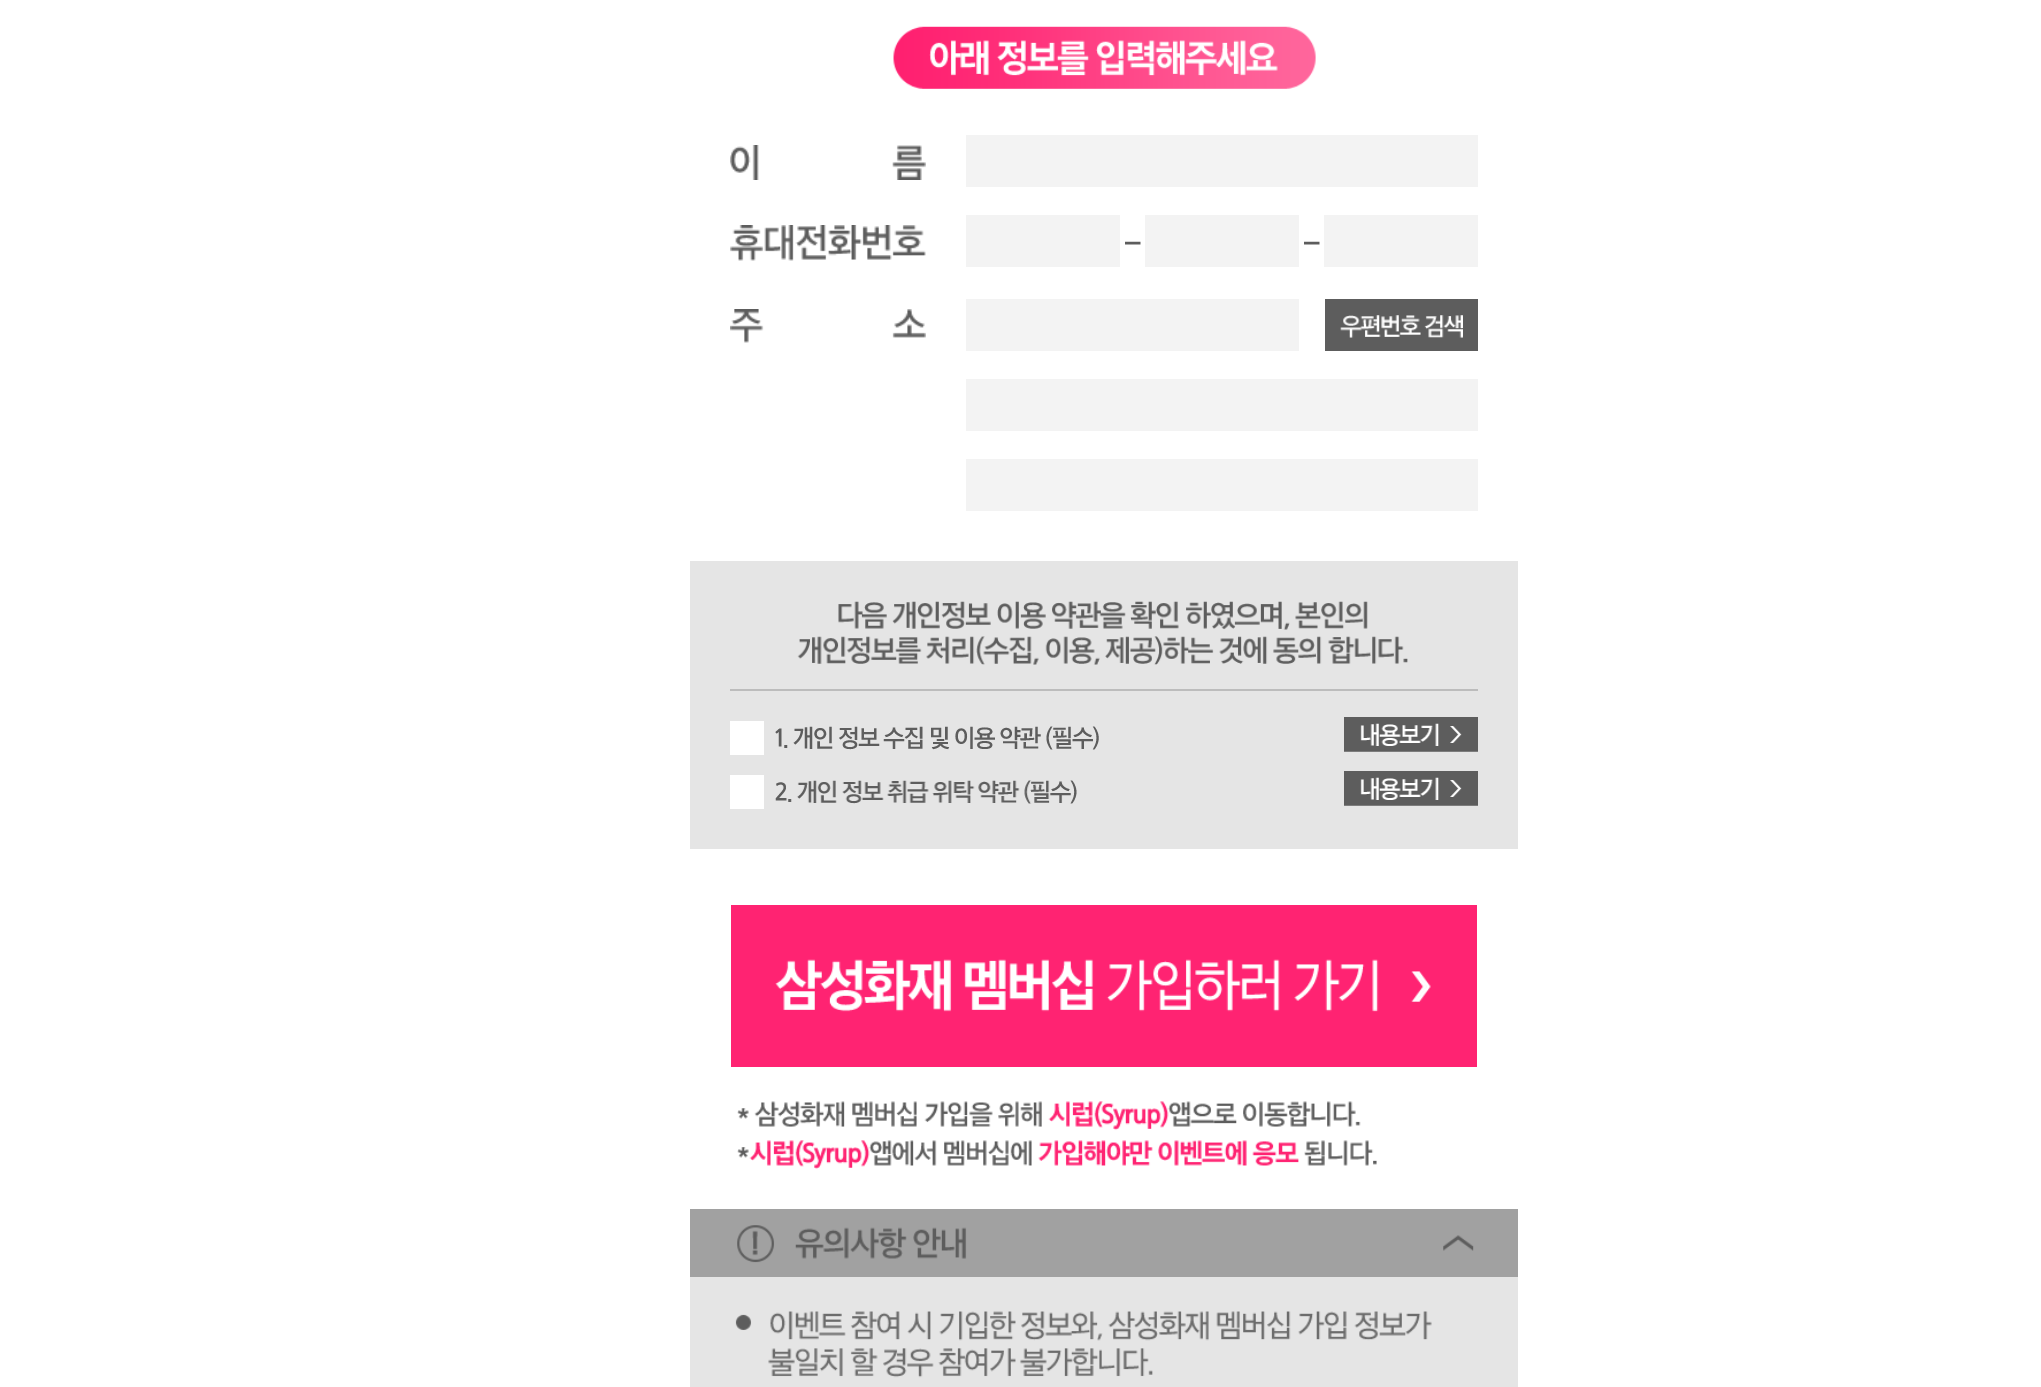 아래 정보를 입력해주세요
이 름
휴대전화번호 – –
주 소 우편번호 검색
다음 개인정보 이용 약관을 확인 하였으며, 본인의
개인정보를 처리(수집, 이용, 제공)하는 것에 동의 합니다.
1. 개인 정보 수집 및 이용 약관 (필수) 내용보기 >
2. 개인 정보 취급 위탁 약관 (필수) 내용보기 >
삼성화재 멤버십 가입하러 가기 >
* 삼성화재 멤버십 가입을 위해 시럽(Syrup)앱으로 이동합니다.
*시럽(Syrup)앱에서 멤버십에 가입해야만 이벤트에 응모 됩니다.
! 유의사항 안내
● 이벤트 참여 시 기입한 정보와, 삼성화재 멤버십 가입 정보가
불일치 할 경우 참여가 불가합니다.